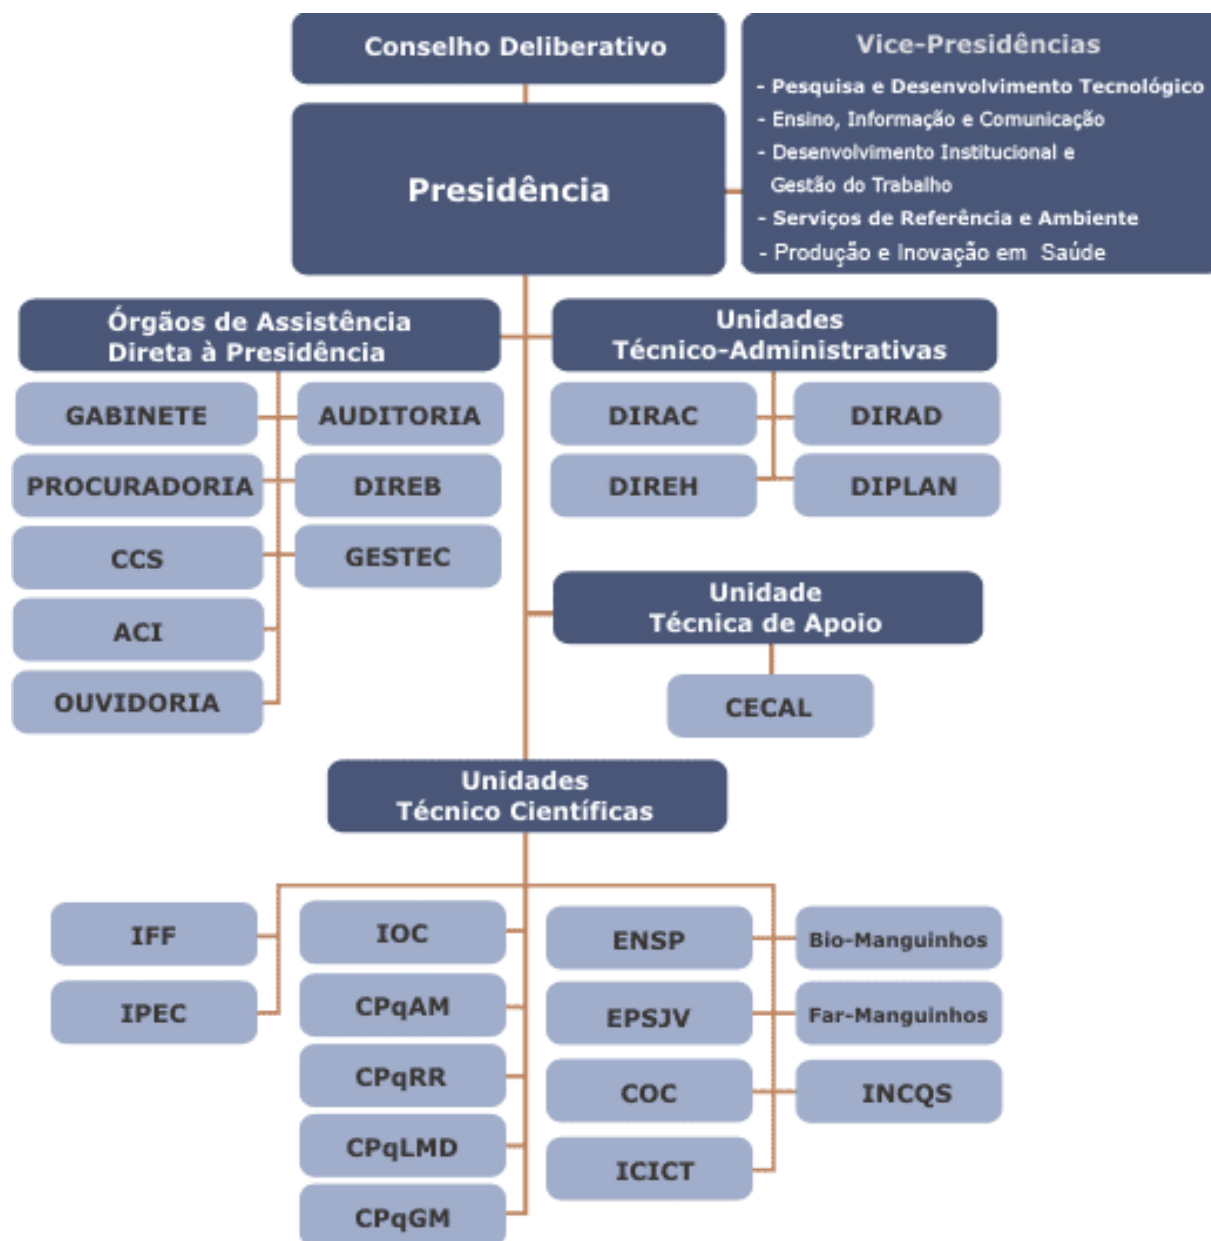 Conselho Deliberativo
Presidência
Vice-Presidências
- Pesquisa e Desenvolvimento Tecnológico
- Ensino, Informação e Comunicação
- Desenvolvimento Institucional e
Gestão do Trabalho
- Serviços de Referência e Ambiente
- Produção e Inovação em Saúde
Órgãos de Assistência
Direta à Presidência
GABINETE
AUDITORIA
PROCURADORIA
DIREB
CCS
GESTEC
ACI
OUVIDORIA
Unidades
Técnico-Administrativas
DIRAC
DIRAD
DIREH
DIPLAN
Unidade
Técnica de Apoio
CECAL
Unidades
Técnico Científicas
IFF
IPEC
IOC
CPqAM
CPqRR
CPqLMD
CPqGM
ENSP
EPSJV
COC
ICICT
Bio-Manguinhos
Far-Manguinhos
INCQS